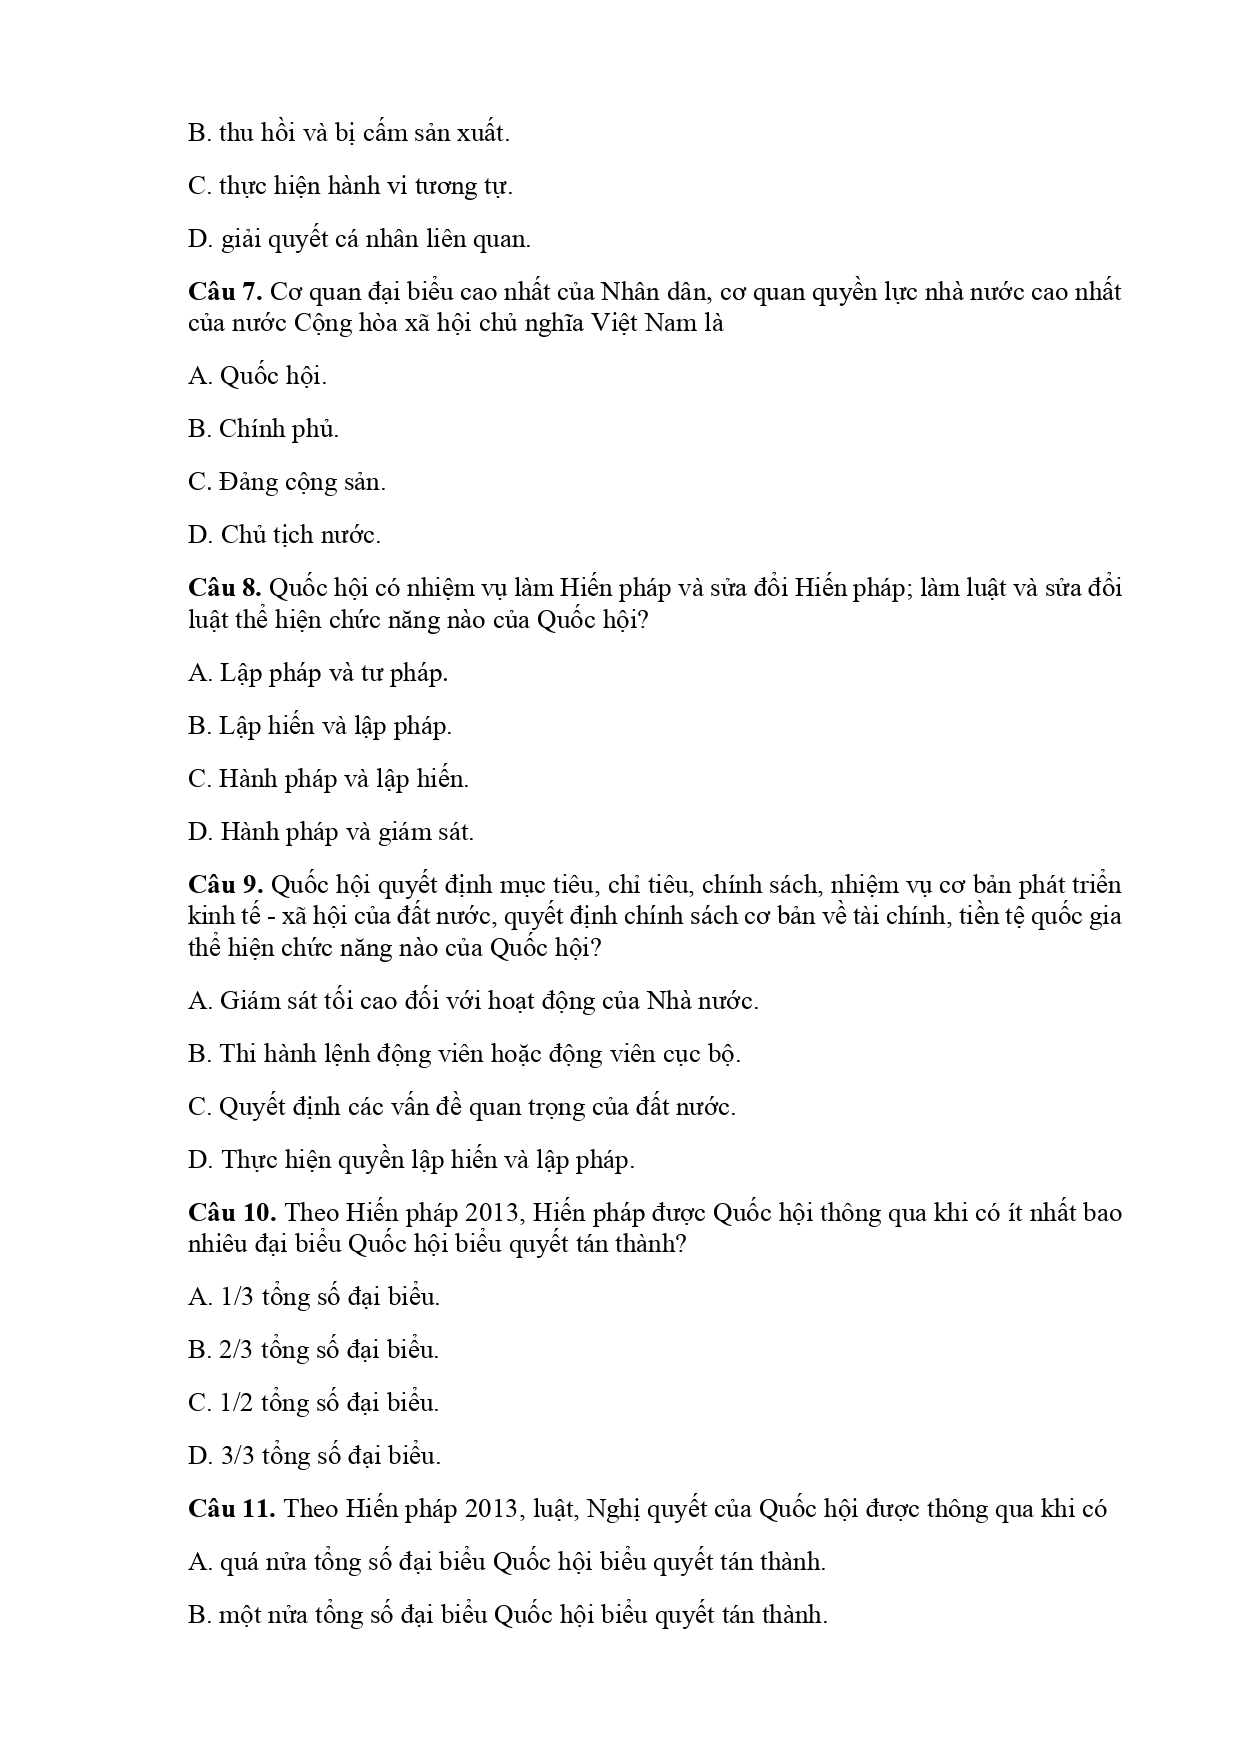 B. thu hồi và bị cấm sản xuất.
C. thực hiện hành vi tương tự.
D. giải quyết cá nhân liên quan.
Câu 7. Cơ quan đại biểu cao nhất của Nhân dân, cơ quan quyền lực nhà nước cao nhất
của nước Cộng hòa xã hội chủ nghĩa Việt Nam là
A. Quốc hội.
B. Chính phủ.
C. Đảng cộng sản.
D. Chủ tịch nước.
Câu 8. Quốc hội có nhiệm vụ làm Hiến pháp và sửa đổi Hiến pháp; làm luật và sửa đổi
luật thể hiện chức năng nào của Quốc hội?
A. Lập pháp và tư pháp.
B. Lập hiến và lập pháp.
C. Hành pháp và lập hiến.
D. Hành pháp và giám sát.
Câu 9. Quốc hội quyết định mục tiêu, chỉ tiêu, chính sách, nhiệm vụ cơ bản phát triển
kinh tế - xã hội của đất nước, quyết định chính sách cơ bản về tài chính, tiền tệ quốc gia
thể hiện chức năng nào của Quốc hội?
A. Giám sát tối cao đối với hoạt động của Nhà nước.
B. Thi hành lệnh động viên hoặc động viên cục bộ.
C. Quyết định các vấn đề quan trọng của đất nước.
D. Thực hiện quyền lập hiến và lập pháp.
Câu 10. Theo Hiến pháp 2013, Hiến pháp được Quốc hội thông qua khi có ít nhất bao
nhiêu đại biểu Quốc hội biểu quyết tán thành?
A. 1/3 tổng số đại biểu.
B. 2/3 tổng số đại biểu.
C. 1/2 tổng số đại biểu.
D. 3/3 tổng số đại biểu.
Câu 11. Theo Hiến pháp 2013, luật, Nghị quyết của Quốc hội được thông qua khi có
A. quá nửa tổng số đại biểu Quốc hội biểu quyết tán thành.
B. một nửa tổng số đại biểu Quốc hội biểu quyết tán thành.